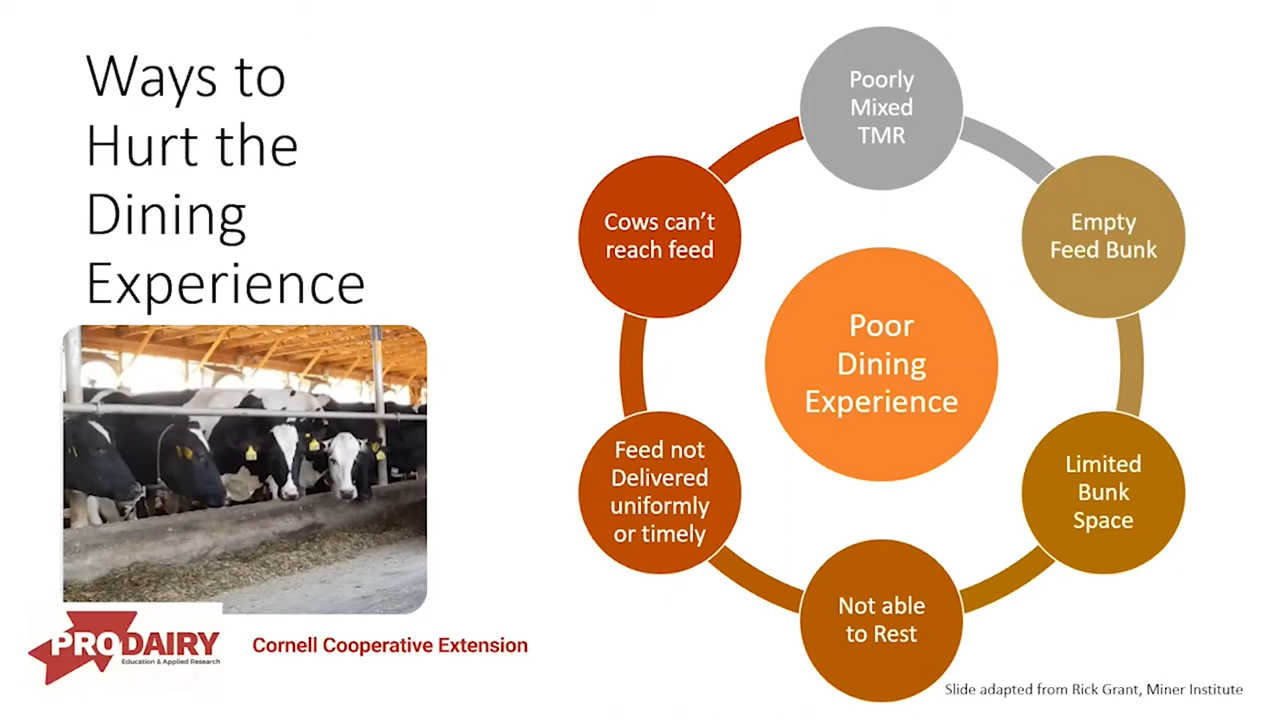 Ways to
Hurt the
Dining
Experience
Poorly
Mixed
TMR
Empty
Feed Bunk
Limited
Bunk
Space
Not able
to Rest
Feed not
Delivered
uniformly
or timely
Cows can't
reach feed
Poor
Dining
Experience
PRODAIRY
Education & Applied Research
Cornell Cooperative Extension
Slide adapted from Rick Grant, Miner Institute